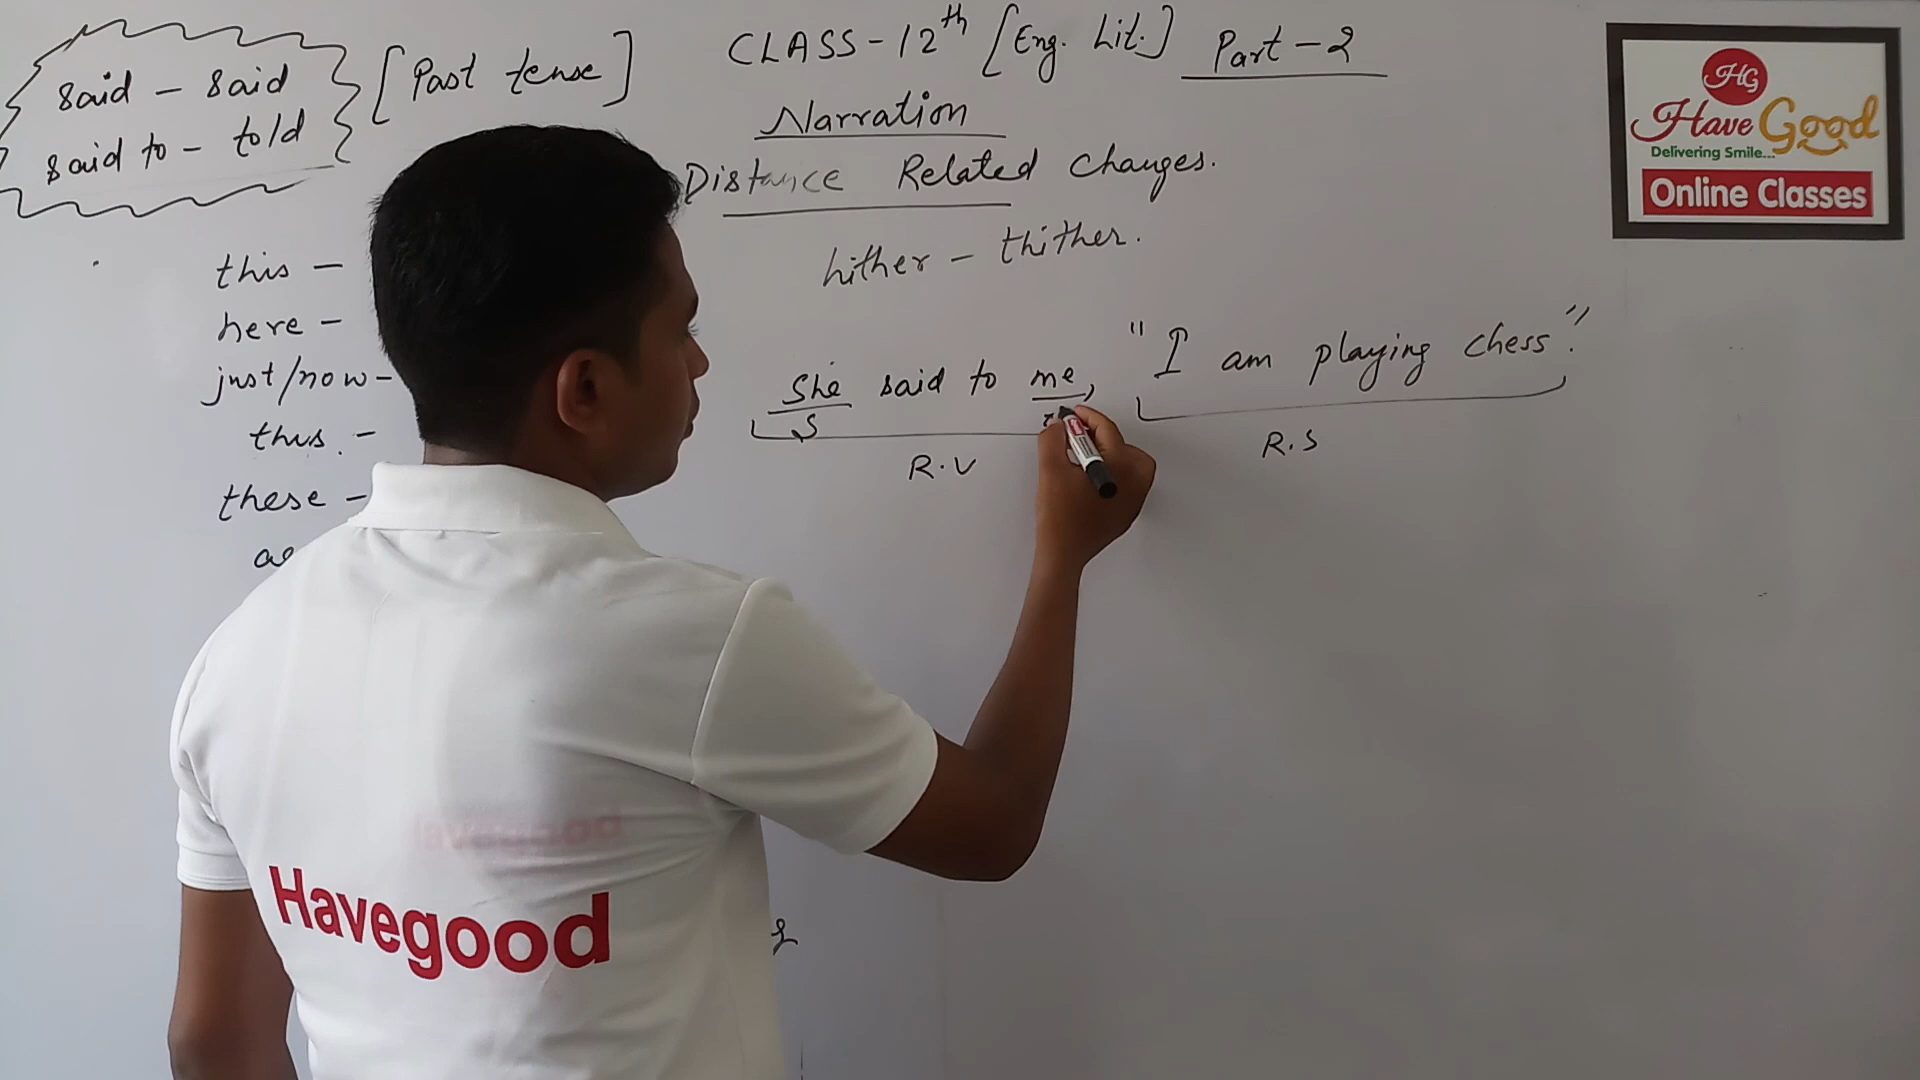 CLASS-12th [Eng. Lit.] Part-2
said - said [Past tense]
said to - told
Narration
Distance Related Changes.
hither - thither.
this -
here -
just/now -
thus. -
these -
She said to me, "I am playing chess."
S
R.V
R.S
HG
Have Good
Delivering Smile...
Online Classes
Havegood